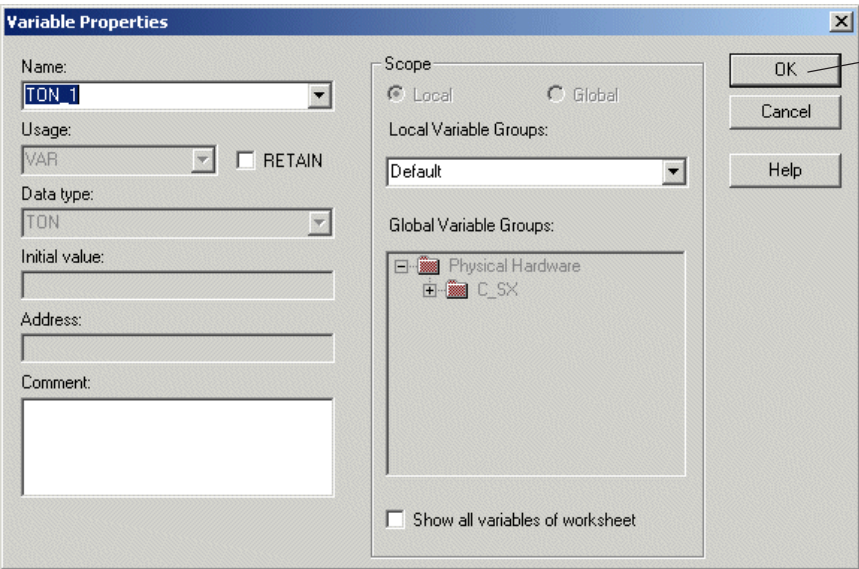 Variable Properties
Name:
TON_1
Usage:
VAR
RETAIN
Data type:
TON
Initial value:
Address:
Comment:
Scope
Local
Global
Local Variable Groups:
Default
Global Variable Groups:
Physical Hardware
C_SX
Show all variables of worksheet
OK
Cancel
Help